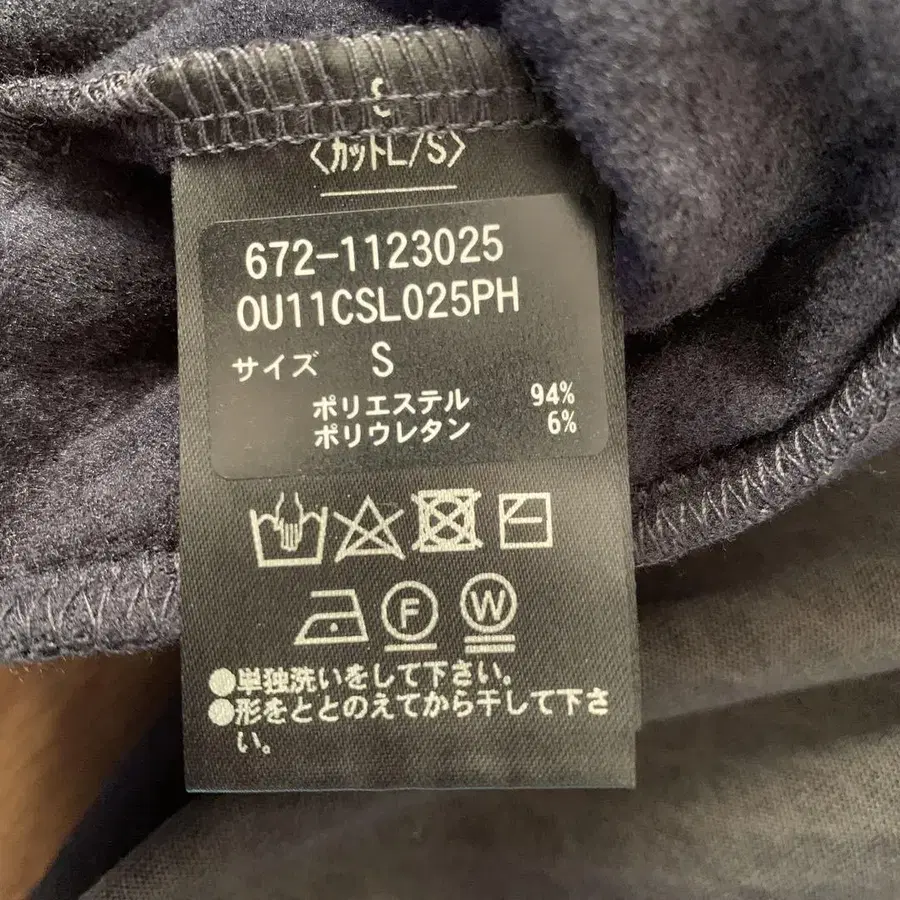 〈カットL/S〉
672-1123025
OU11CSL025PH
サイズ S
ポリエステル 94%
ポリウレタン 6%
F W
●単独洗いをして下さい。
●形をととのえてから干して下さ
い。